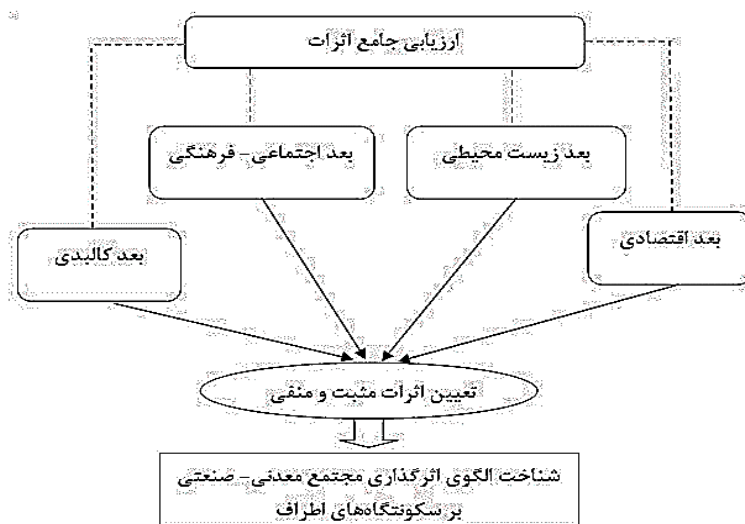 ارزیابی جامع اثرات
بعد زیست محیطی
بعد اجتماعی- فرهنگی
بعد اقتصادی
بعد کالبدی
تعیین اثرات مثبت و منفی
شناخت الگوی اثرگذاری مجتمع معدنی- صنعتی
بر سکونتگاه‌های اطراف